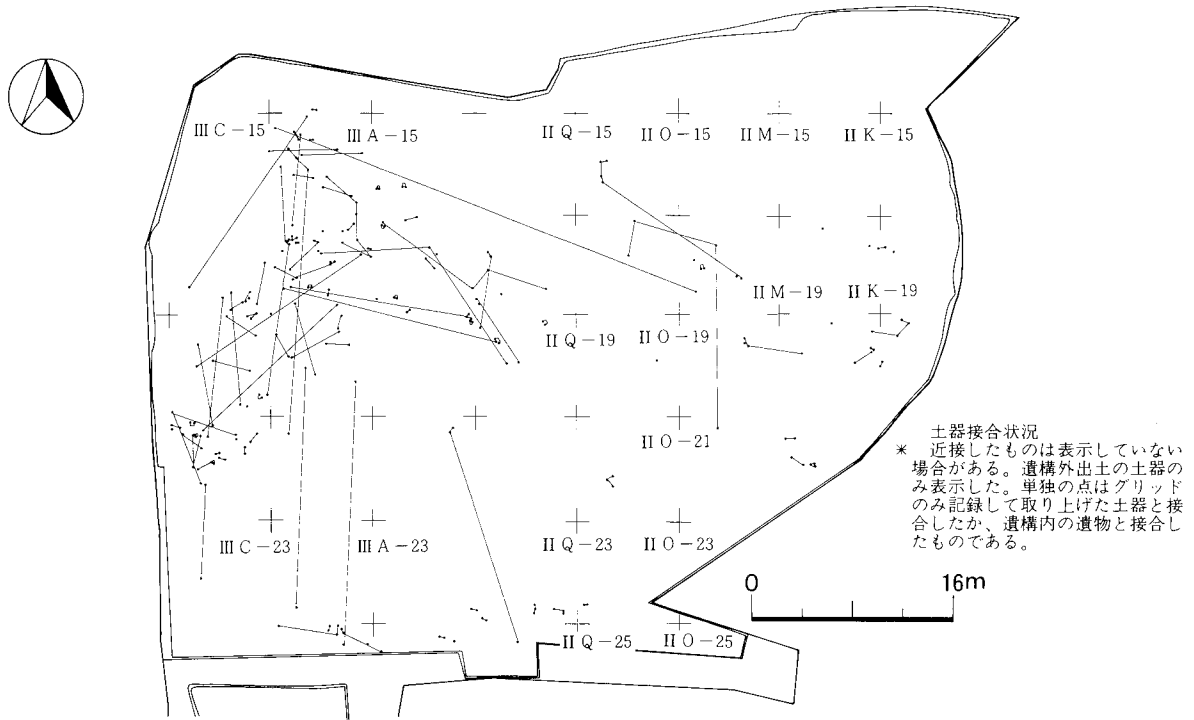 III C－15
III A－15
II Q－15
II O－15
II M－15
II K－15
II M－19
II K－19
II Q－19
II O－19
II O－21
土器接合状況
＊ 近接したものは表示していない
場合がある。遺構外出土の土器の
み表示した。単独の点はグリッド
のみ記録して取り上げた土器と接
合したか、遺構内の遺物と接合し
たものである。
III C－23
III A－23
II Q－23
II O－23
0 16m
II Q－25
II O－25